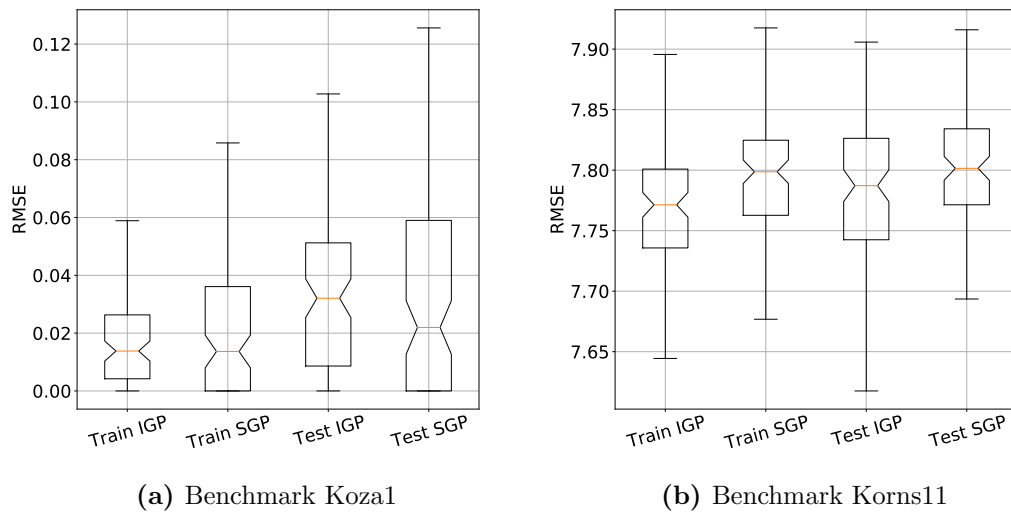 0.12
0.10
0.08
0.06
0.04
0.02
0.00
RMSE
Train IGP
Train SGP
Test IGP
Test SGP
(a) Benchmark Koza1
7.90
7.85
7.80
7.75
7.70
7.65
RMSE
Train IGP
Train SGP
Test IGP
Test SGP
(b) Benchmark Korns11